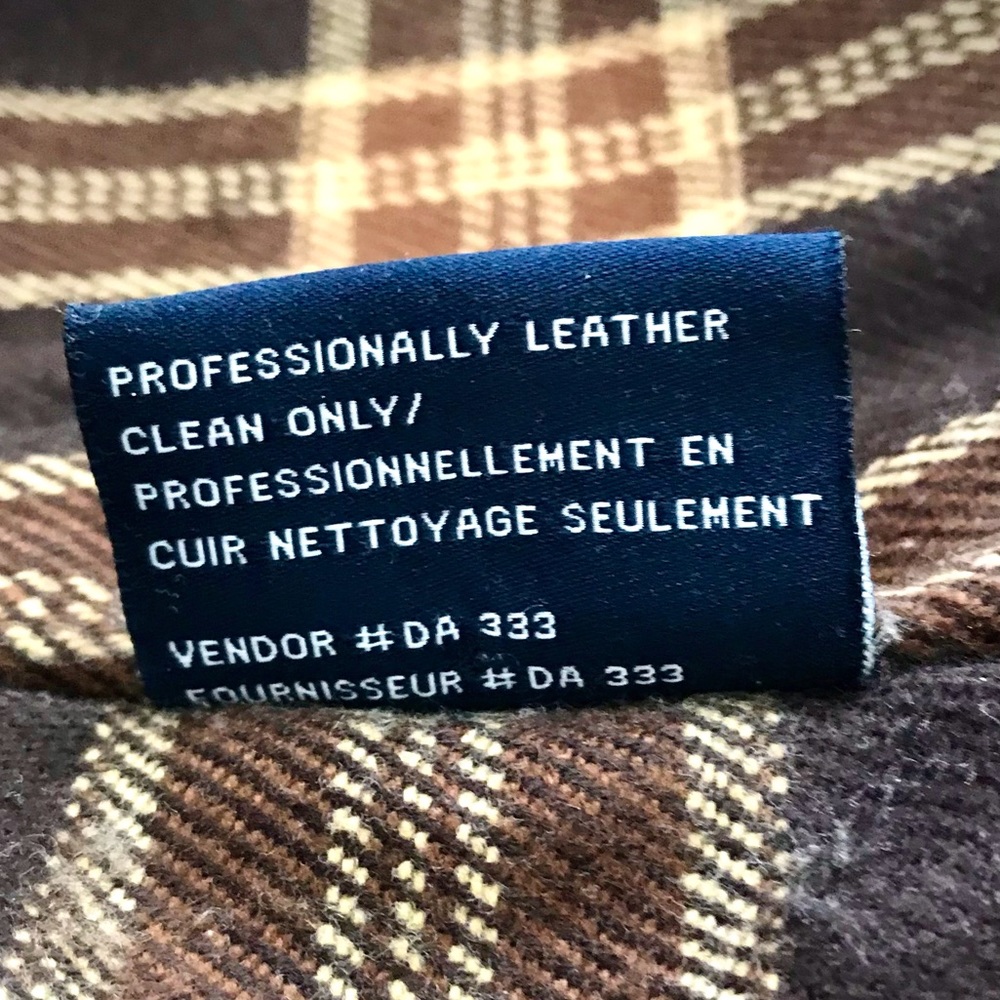 PROFESSIONALLY LEATHER
CLEAN ONLY/
PROFESSIONNELLEMENT EN
CUIR NETTOYAGE SEULEMENT
VENDOR #DA 333
FOURNISSEUR #DA 333